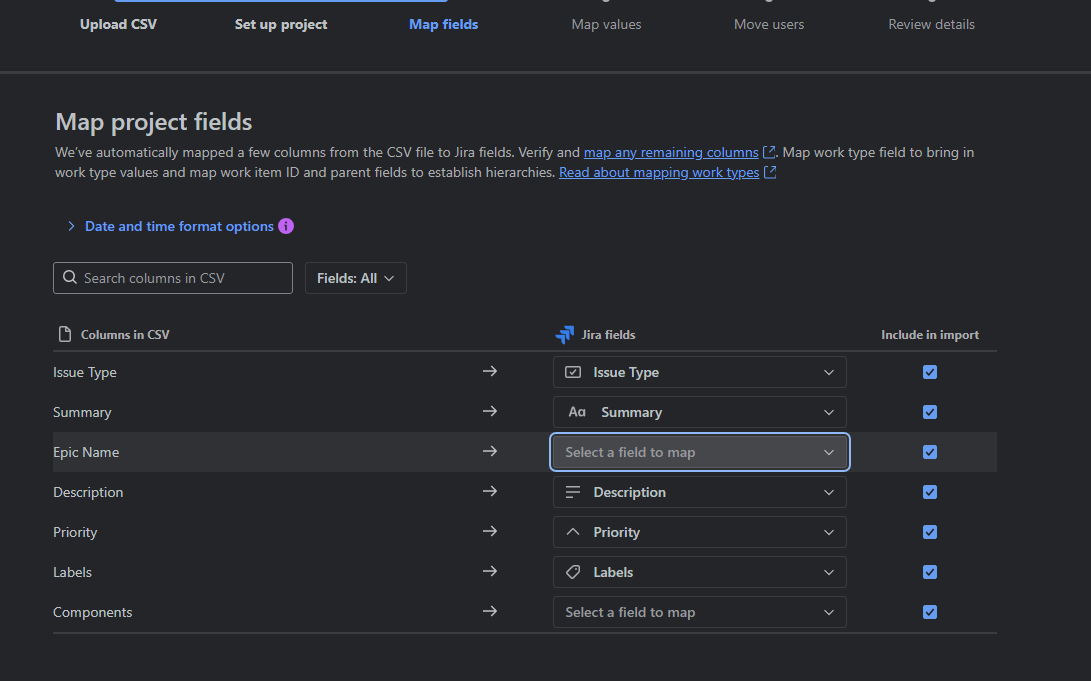 Upload CSV Set up project Map fields Map values Move users Review details
Map project fields
We've automatically mapped a few columns from the CSV file to Jira fields. Verify and map any remaining columns. Map work type field to bring in
work type values and map work item ID and parent fields to establish hierarchies. Read about mapping work types
Date and time format options
Search columns in CSV Fields: All
Columns in CSV Jira fields Include in import
Issue Type Issue Type
Summary Aa Summary
Epic Name Select a field to map
Description Description
Priority Priority
Labels Labels
Components Select a field to map